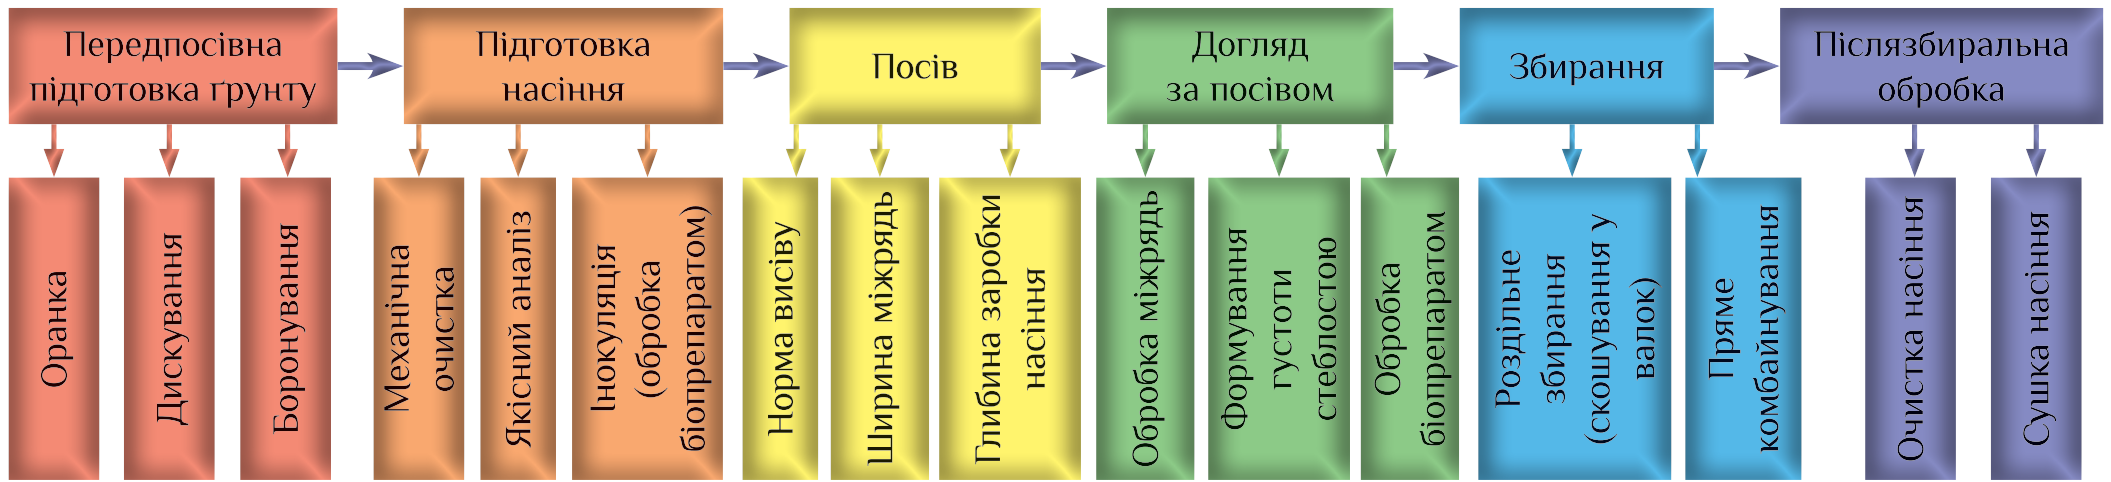 Передпосівна
підготовка ґрунту
Підготовка
насіння
Посів
Догляд
за посівом
Збирання
Післязбиральна
обробка
Оранка
Дискування
Боронування
Механічна
очистка
Якісний аналіз
Інокуляція
(обробка
біопрепаратом)
Норма висіву
Ширина міжрядь
Глибина заробки
насіння
Обробка міжрядь
Формування
густоти
стеблостою
Обробка
біопрепаратом
Роздільне
збирання
(скошування у
валок)
Пряме
комбайнування
Очистка насіння
Сушка насіння